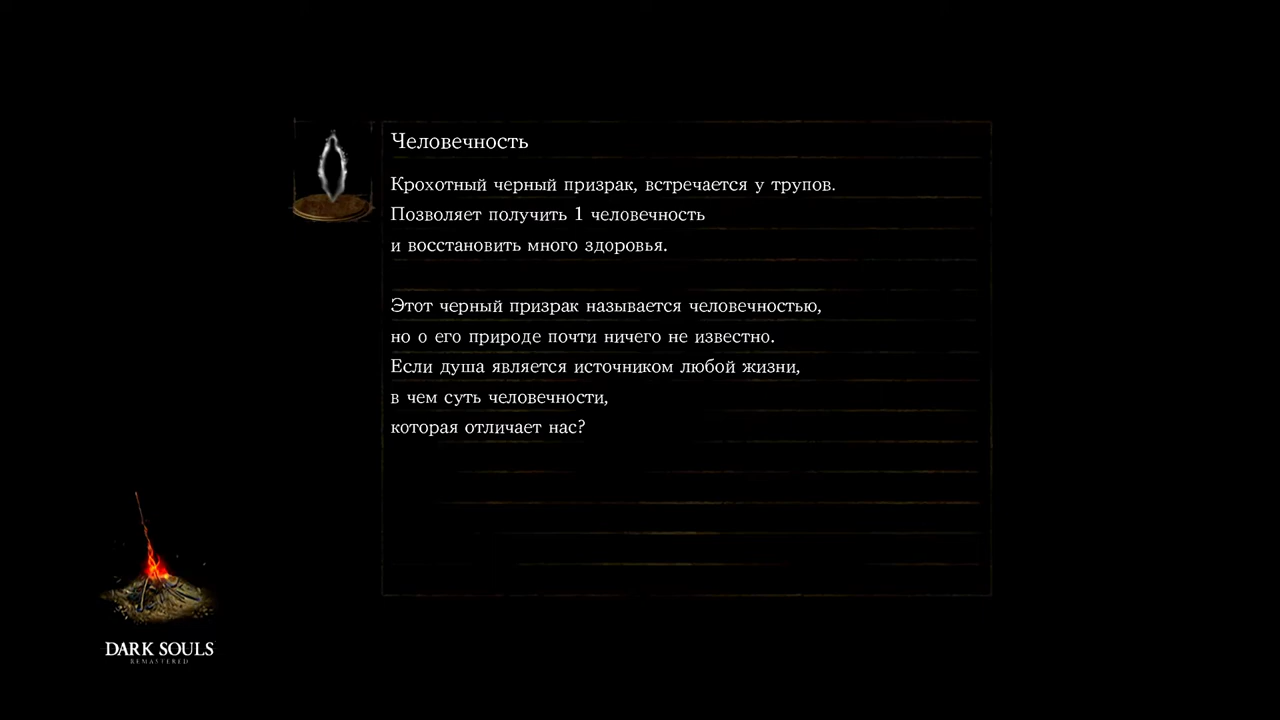 Человечность
Крохотный черный призрак, встречается у трупов.
Позволяет получить 1 человечность
и восстановить много здоровья.
Этот черный призрак называется человечностью,
но о его природе почти ничего не известно.
Если душа является источником любой жизни,
в чем суть человечности,
которая отличает нас?
DARK SOULS
REMASTERED